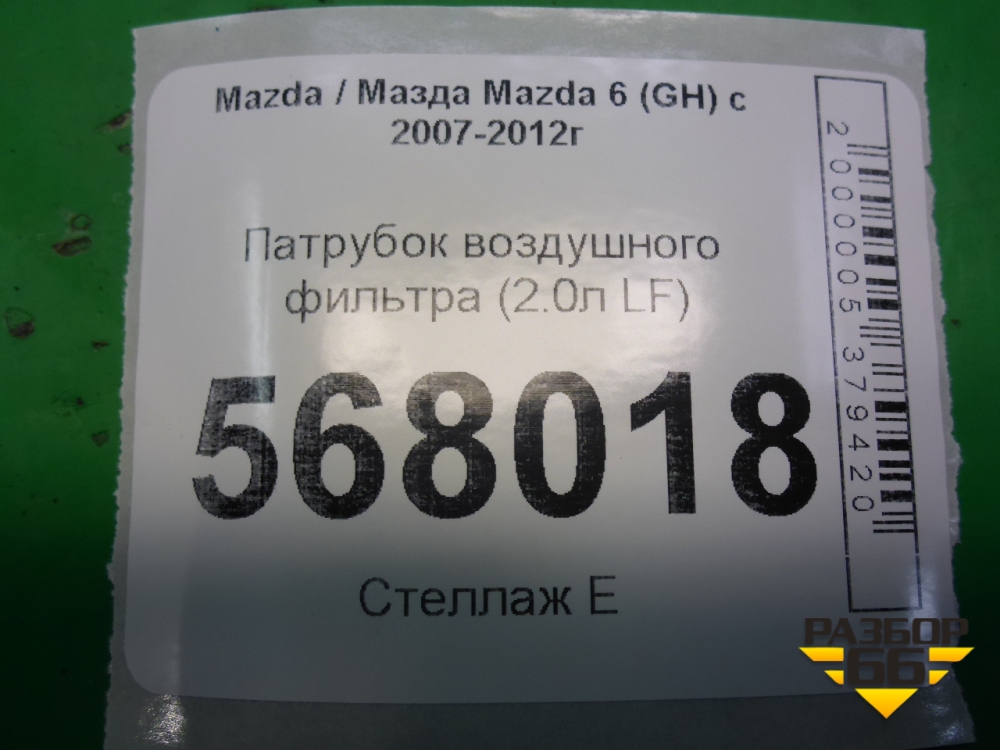 Mazda / Мазда Mazda 6 (GH) с
2007-2012г
Патрубок воздушного
фильтра (2.0л LF)
568018
Стеллаж E
2000005379420
РАЗБОР
66